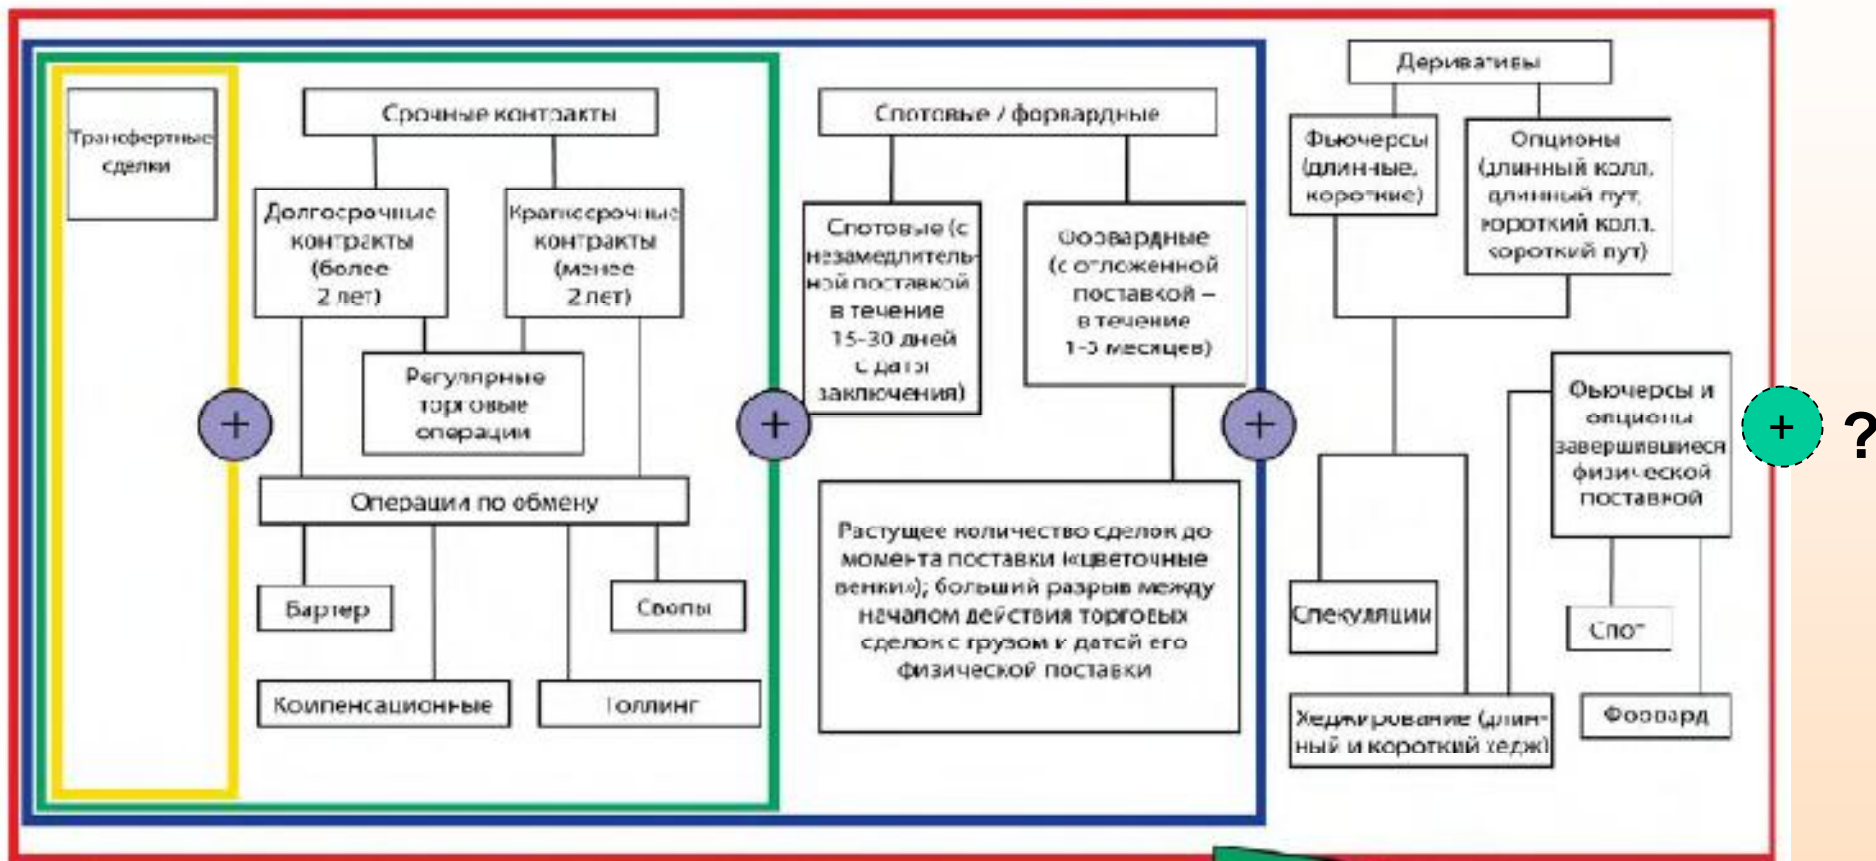 Трансфертные
сделки
Срочные контракты
Долгосрочные
контракты
(более
2 лет)
Краткосрочные
контракты
(менее
2 лет)
Регулярные
торговые
операции
Операции по обмену
Бартер
Свопы
Компенсационные
Толлинг
Спотовые / форвардные
Спотовые (с
незамедлитель-
ной поставкой
в течение
15-30 дней
с даты
заключения)
Форвардные
(с отложенной
поставкой –
в течение
месяцев)
Растущее количество сделок до
момента поставки («цветочные
венки»); больший разрыв между
началом действия торговых
сделок с грузом и датой его
физической поставки
Деривативы
Фьючерсы
(длинные,
короткие)
Опционы
(длинный колл,
длинный пут,
короткий колл,
короткий пут)
Фьючерсы и
опционы
завершившиеся
физической
поставкой
Спекуляции
Спот
Хеджирование (длин-
ный и короткий хедж)
Форвард
+
+
+
+ ?